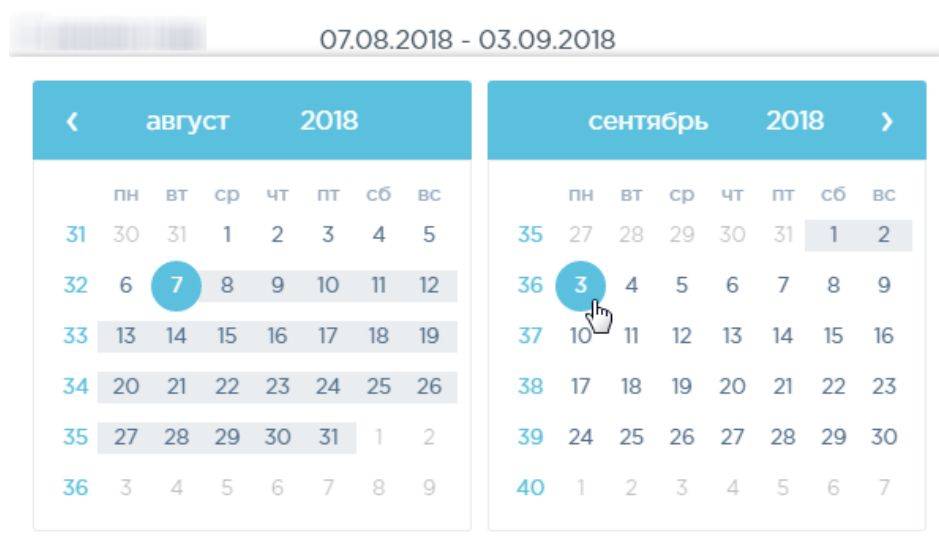 07.08.2018 - 03.09.2018
август 2018
пн вт ср чт пт сб вс
31 30 31 1 2 3 4 5
32 6 7 8 9 10 11 12
33 13 14 15 16 17 18 19
34 20 21 22 23 24 25 26
35 27 28 29 30 31 1 2
36 3 4 5 6 7 8 9
сентябрь 2018
пн вт ср чт пт сб вс
35 27 28 29 30 31 1 2
36 3 4 5 6 7 8 9
37 10 11 12 13 14 15 16
38 17 18 19 20 21 22 23
39 24 25 26 27 28 29 30
40 1 2 3 4 5 6 7